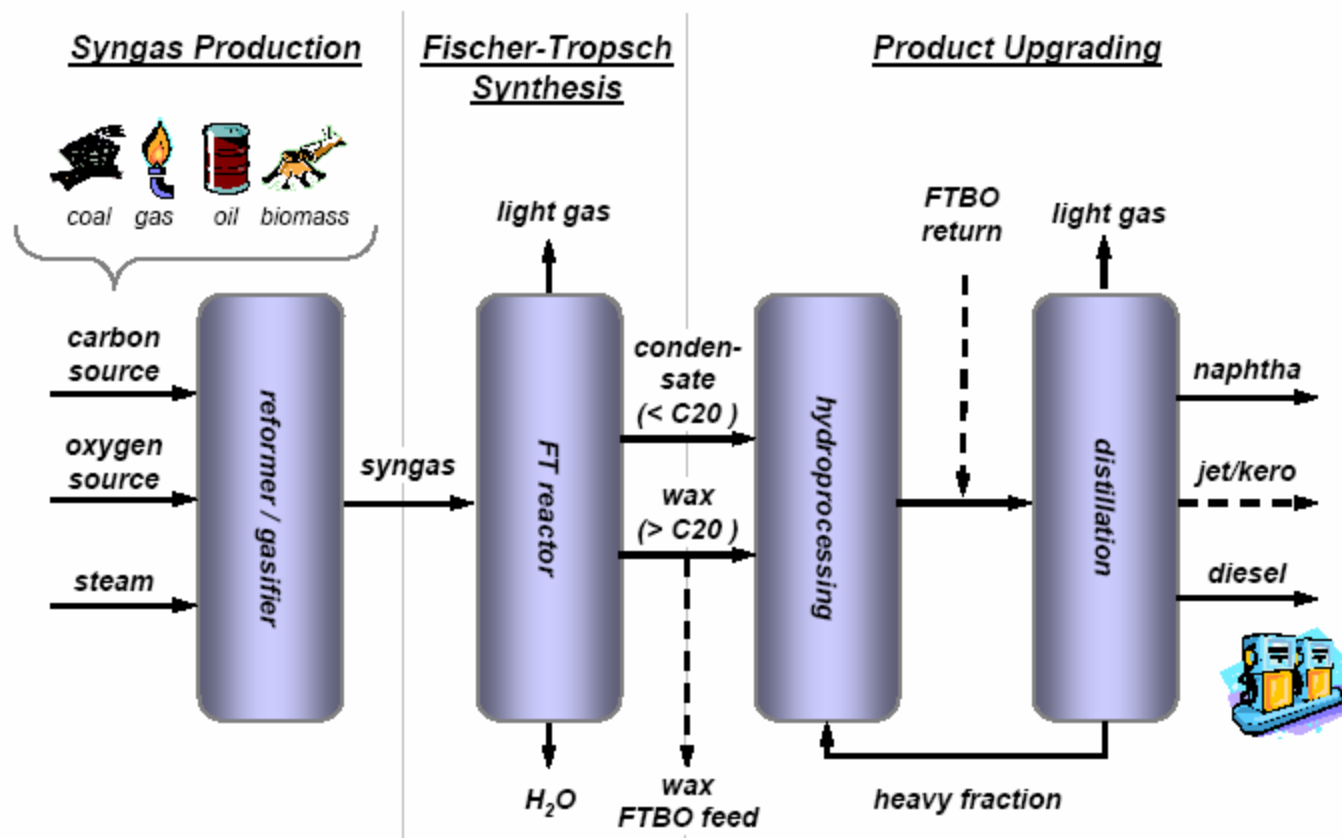 Syngas Production
Fischer-Tropsch
Synthesis
Product Upgrading
coal
gas
oil
biomass
carbon
source
oxygen
source
steam
reformer / gasifier
syngas
light gas
FT reactor
H₂O
conden-
sate
(< C20 )
wax
(> C20 )
wax
FTBO feed
hydroprocessing
FTBO
return
light gas
distillation
naphtha
jet/kero
diesel
heavy fraction